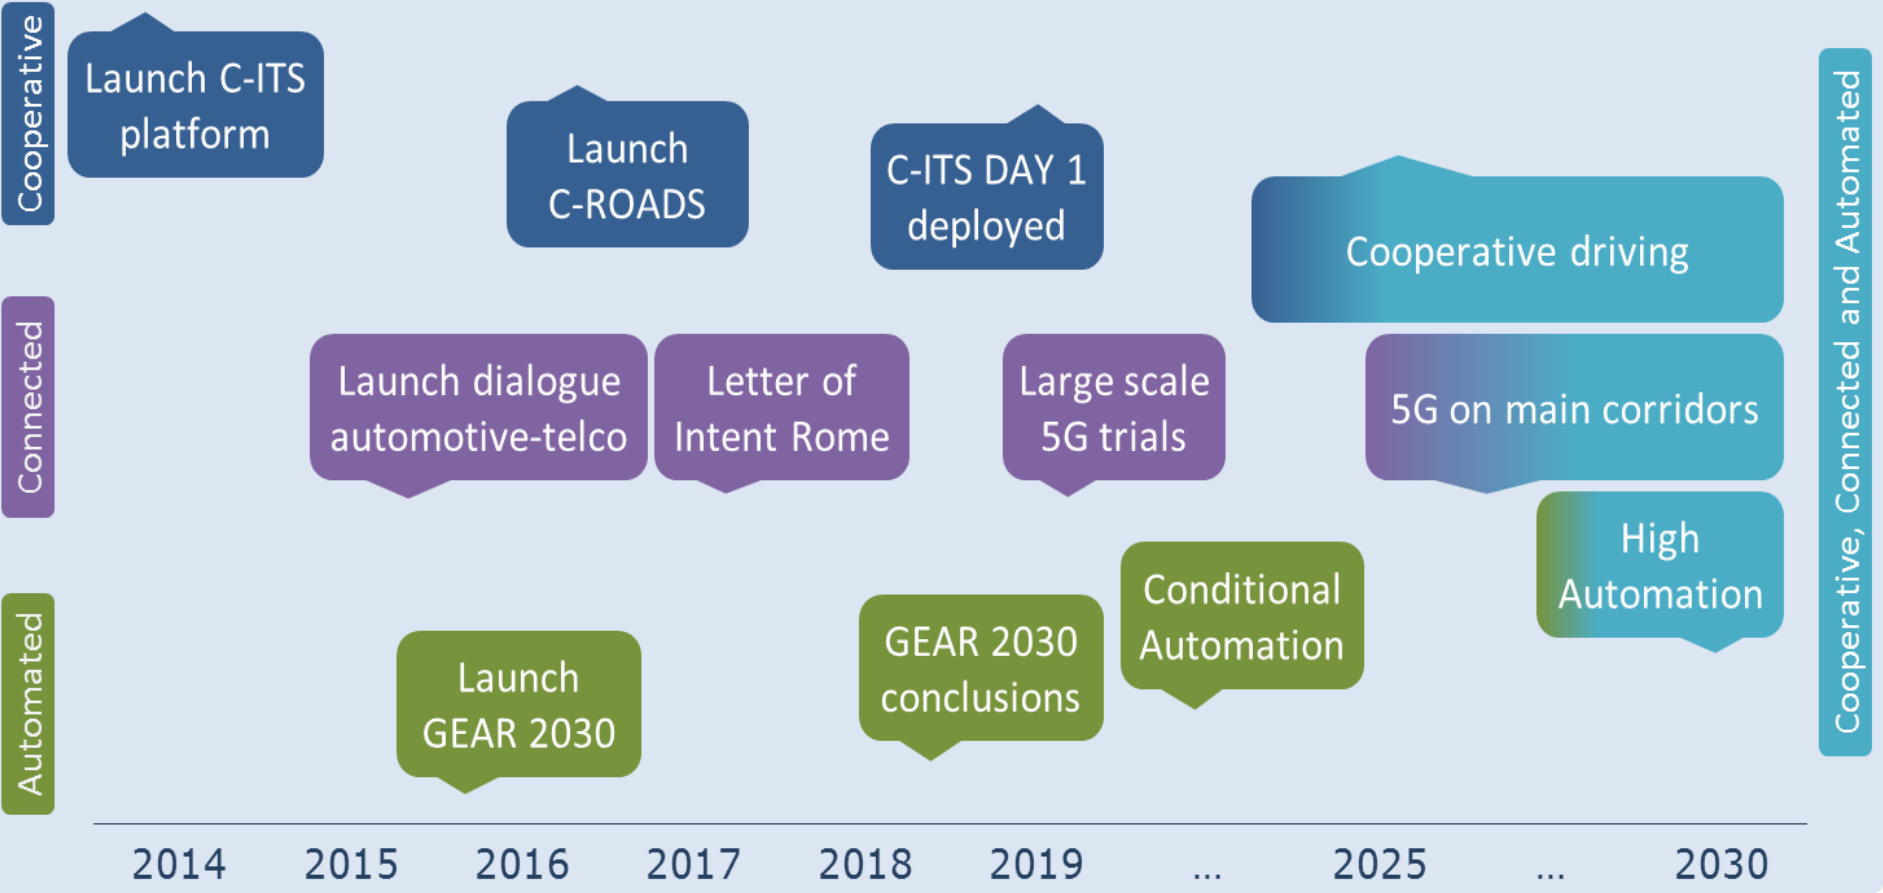 Cooperative
Launch C-ITS
platform
Launch
C-ROADS
C-ITS DAY 1
deployed
Cooperative driving
Connected
Launch dialogue
automotive-telco
Letter of
Intent Rome
Large scale
5G trials
5G on main corridors
Automated
Launch
GEAR 2030
GEAR 2030
conclusions
Conditional
Automation
High
Automation
Cooperative, Connected and Automated
2014 2015 2016 2017 2018 2019 ... 2025 ... 2030